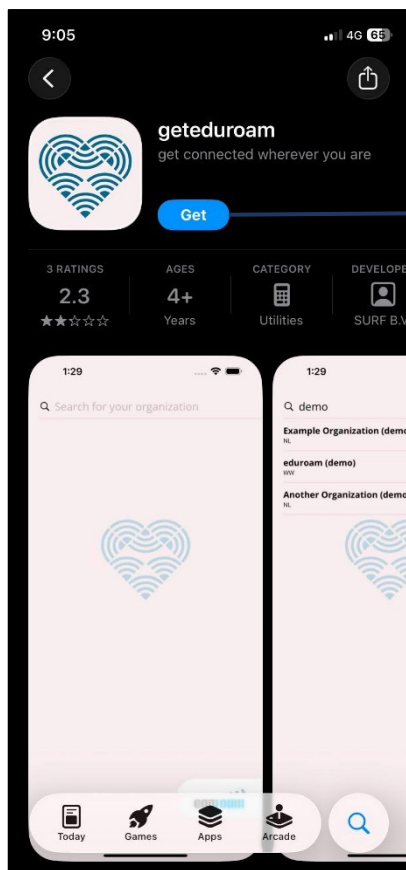 9:05
4G 65
geteduroam
get connected wherever you are
Get
3 RATINGS
2.3
AGES
4+
Years
CATEGORY
Utilities
DEVELOPE
SURF B.V
1:29
Search for your organization
1:29
demo
Example Organization (demo
NL
eduroam (demo)
WW
Another Organization (demo
NL
Today
Games
Apps
Arcade